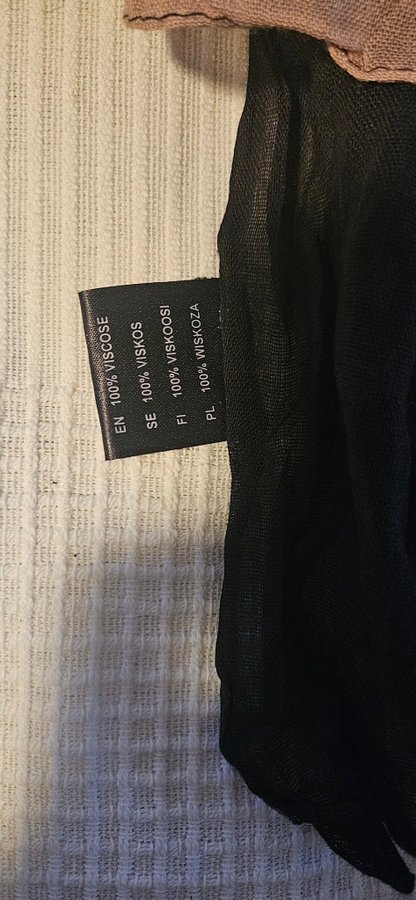 EN 100% VISCOSE
SE 100% VISKOS
FI 100% VISKOOSI
PL 100% WISKOZA